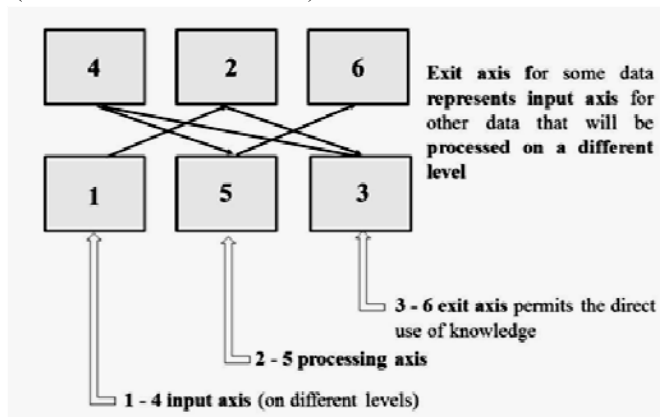 4 2 6
Exit axis for some data
represents input axis for
other data that will be
processed on a different
level
1 5 3
3 - 6 exit axis permits the direct
use of knowledge
2 - 5 processing axis
1 - 4 input axis (on different levels)